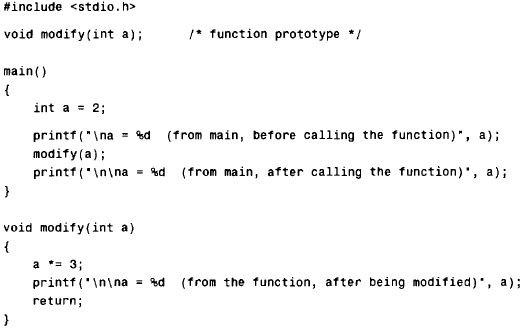 #include <stdio.h>
void modify(int a);      /* function prototype */
main()
{
    int a = 2;
    printf("\na = %d  (from main, before calling the function)", a);
    modify(a);
    printf("\n\na = %d  (from main, after calling the function)", a);
}
void modify(int a)
{
    a *= 3;
    printf("\n\na = %d  (from the function, after being modified)", a);
    return;
}